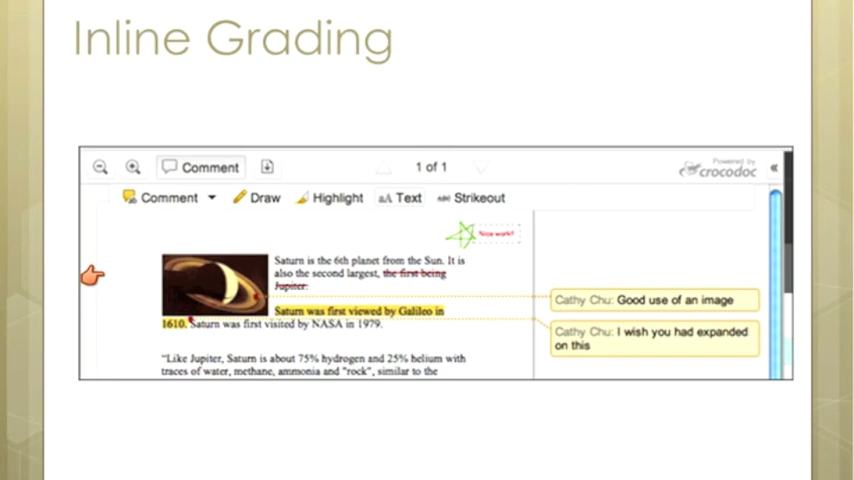 Inline Grading
Comment
1 of 1
Powered by
crocodoc
Comment
Draw
Highlight
aA Text
abc Strikeout
Nice work!!
Saturn is the 6th planet from the Sun. It is
also the second largest, the first being
Jupiter.
Saturn was first viewed by Galileo in
1610. Saturn was first visited by NASA in 1979.
"Like Jupiter, Saturn is about 75% hydrogen and 25% helium with
traces of water, methane, ammonia and "rock", similar to the
Cathy Chu: Good use of an image
Cathy Chu: I wish you had expanded
on this